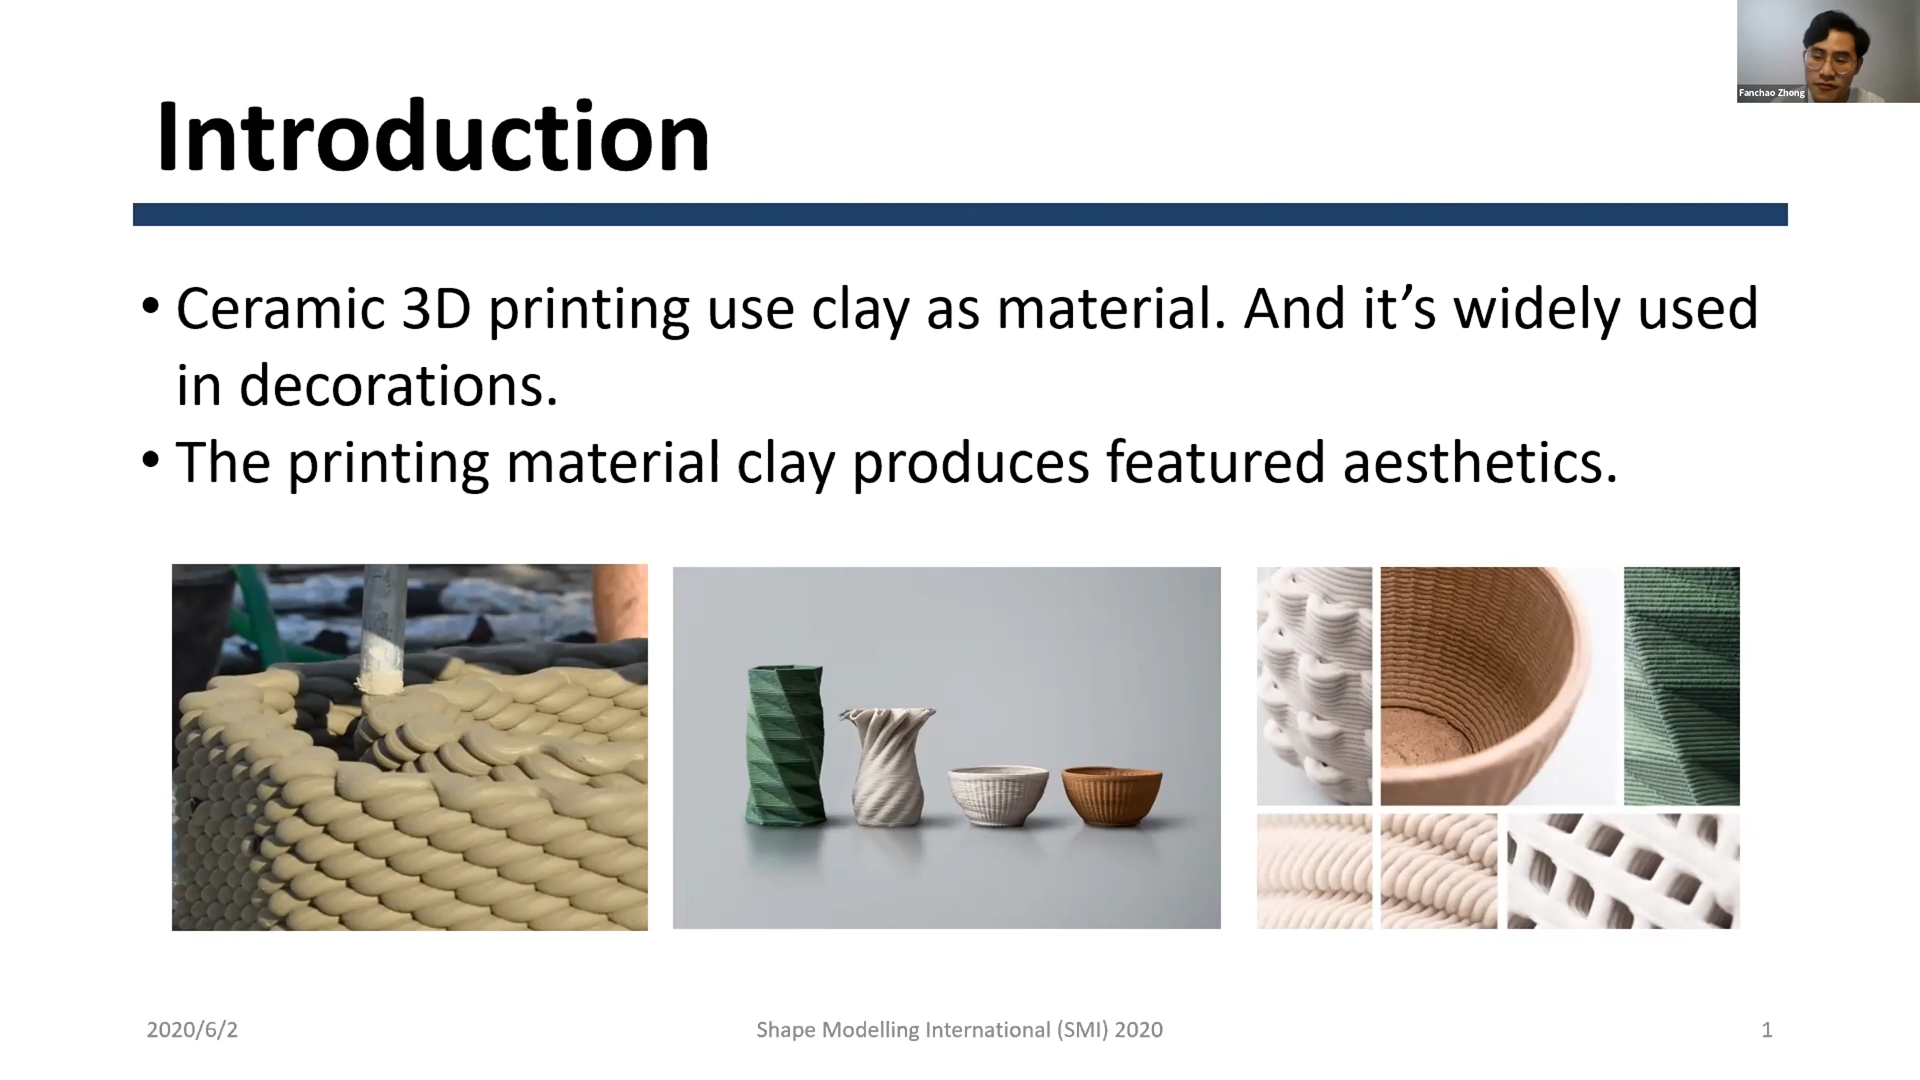 Fanchao Zhong
Introduction
• Ceramic 3D printing use clay as material. And it’s widely used
in decorations.
• The printing material clay produces featured aesthetics.
2020/6/2
Shape Modelling International (SMI) 2020
1